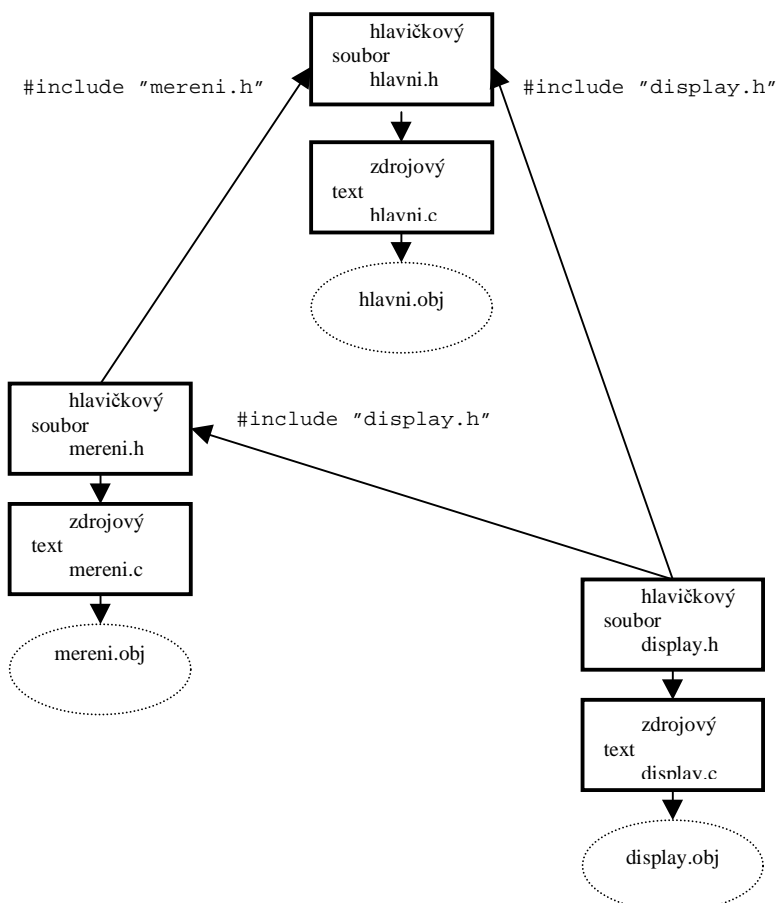 hlavičkový
soubor
hlavni.h
#include "mereni.h"
#include "display.h"
zdrojový
text
hlavni.c
hlavni.obj
hlavičkový
soubor
mereni.h
#include "display.h"
zdrojový
text
mereni.c
mereni.obj
hlavičkový
soubor
display.h
zdrojový
text
display.c
display.obj